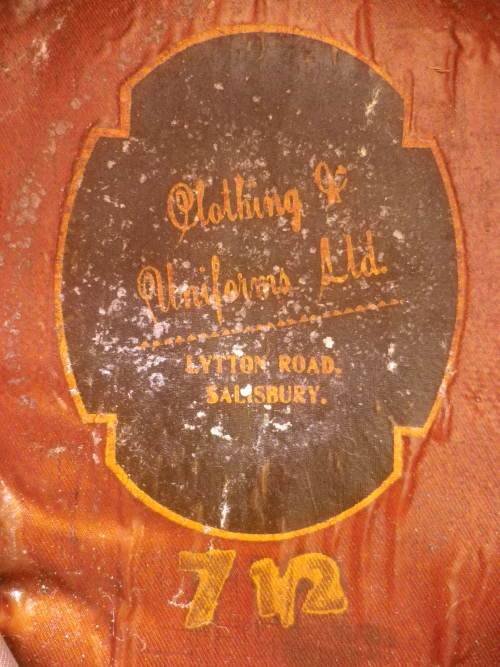 Clothing &
Uniforms Ltd.
LYTTON ROAD,
SALISBURY.
7 1/2